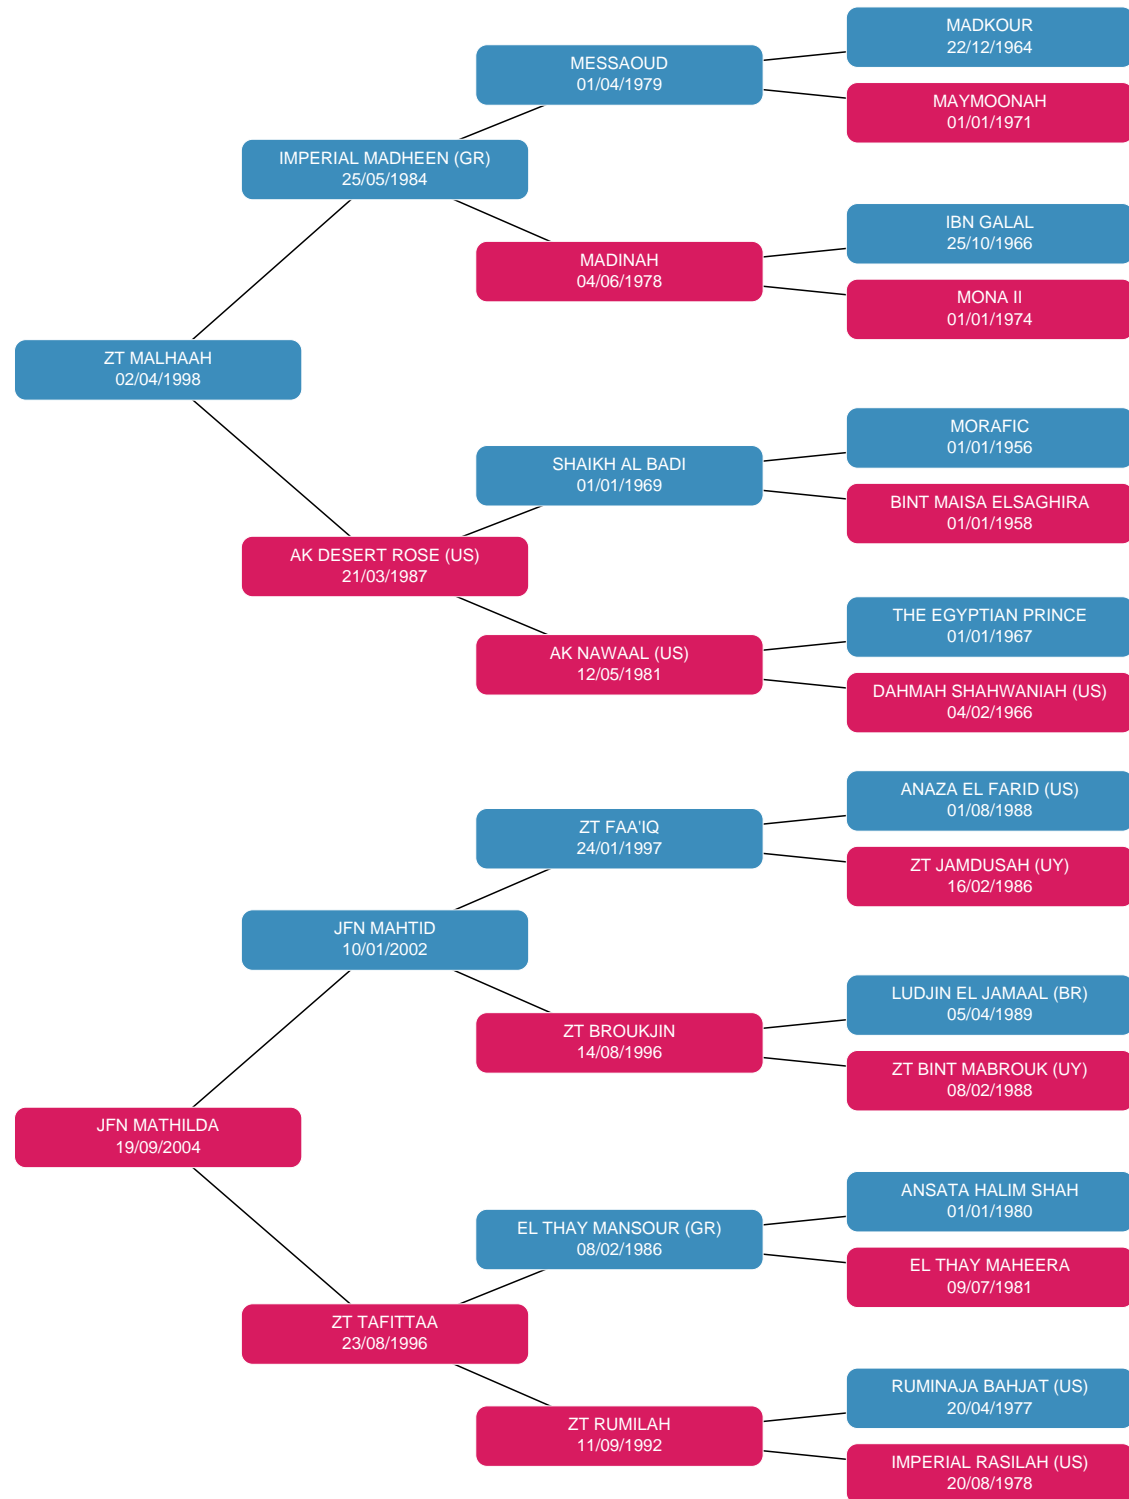 MADKOUR
22/12/1964
MESSAOUD
01/04/1979
MAYMOONAH
01/01/1971
IMPERIAL MADHEEN (GR)
25/05/1984
IBN GALAL
25/10/1966
MADINAH
04/06/1978
MONA II
01/01/1974
ZT MALHAAH
02/04/1998
MORAFIC
01/01/1956
SHAIKH AL BADI
01/01/1969
BINT MAISA ELSAGHIRA
01/01/1958
AK DESERT ROSE (US)
21/03/1987
THE EGYPTIAN PRINCE
01/01/1967
AK NAWAAL (US)
12/05/1981
DAHMAH SHAHWANIAH (US)
04/02/1966
ANAZA EL FARID (US)
01/08/1988
ZT FAA'IQ
24/01/1997
ZT JAMDUSAH (UY)
16/02/1986
JFN MAHTID
10/01/2002
LUDJIN EL JAMAAL (BR)
05/04/1989
ZT BROUKJIN
14/08/1996
ZT BINT MABROUK (UY)
08/02/1988
JFN MATHILDA
19/09/2004
ANSATA HALIM SHAH
01/01/1980
EL THAY MANSOUR (GR)
08/02/1986
EL THAY MAHEERA
09/07/1981
ZT TAFITTAA
23/08/1996
RUMINAJA BAHJAT (US)
20/04/1977
ZT RUMILAH
11/09/1992
IMPERIAL RASILAH (US)
20/08/1978